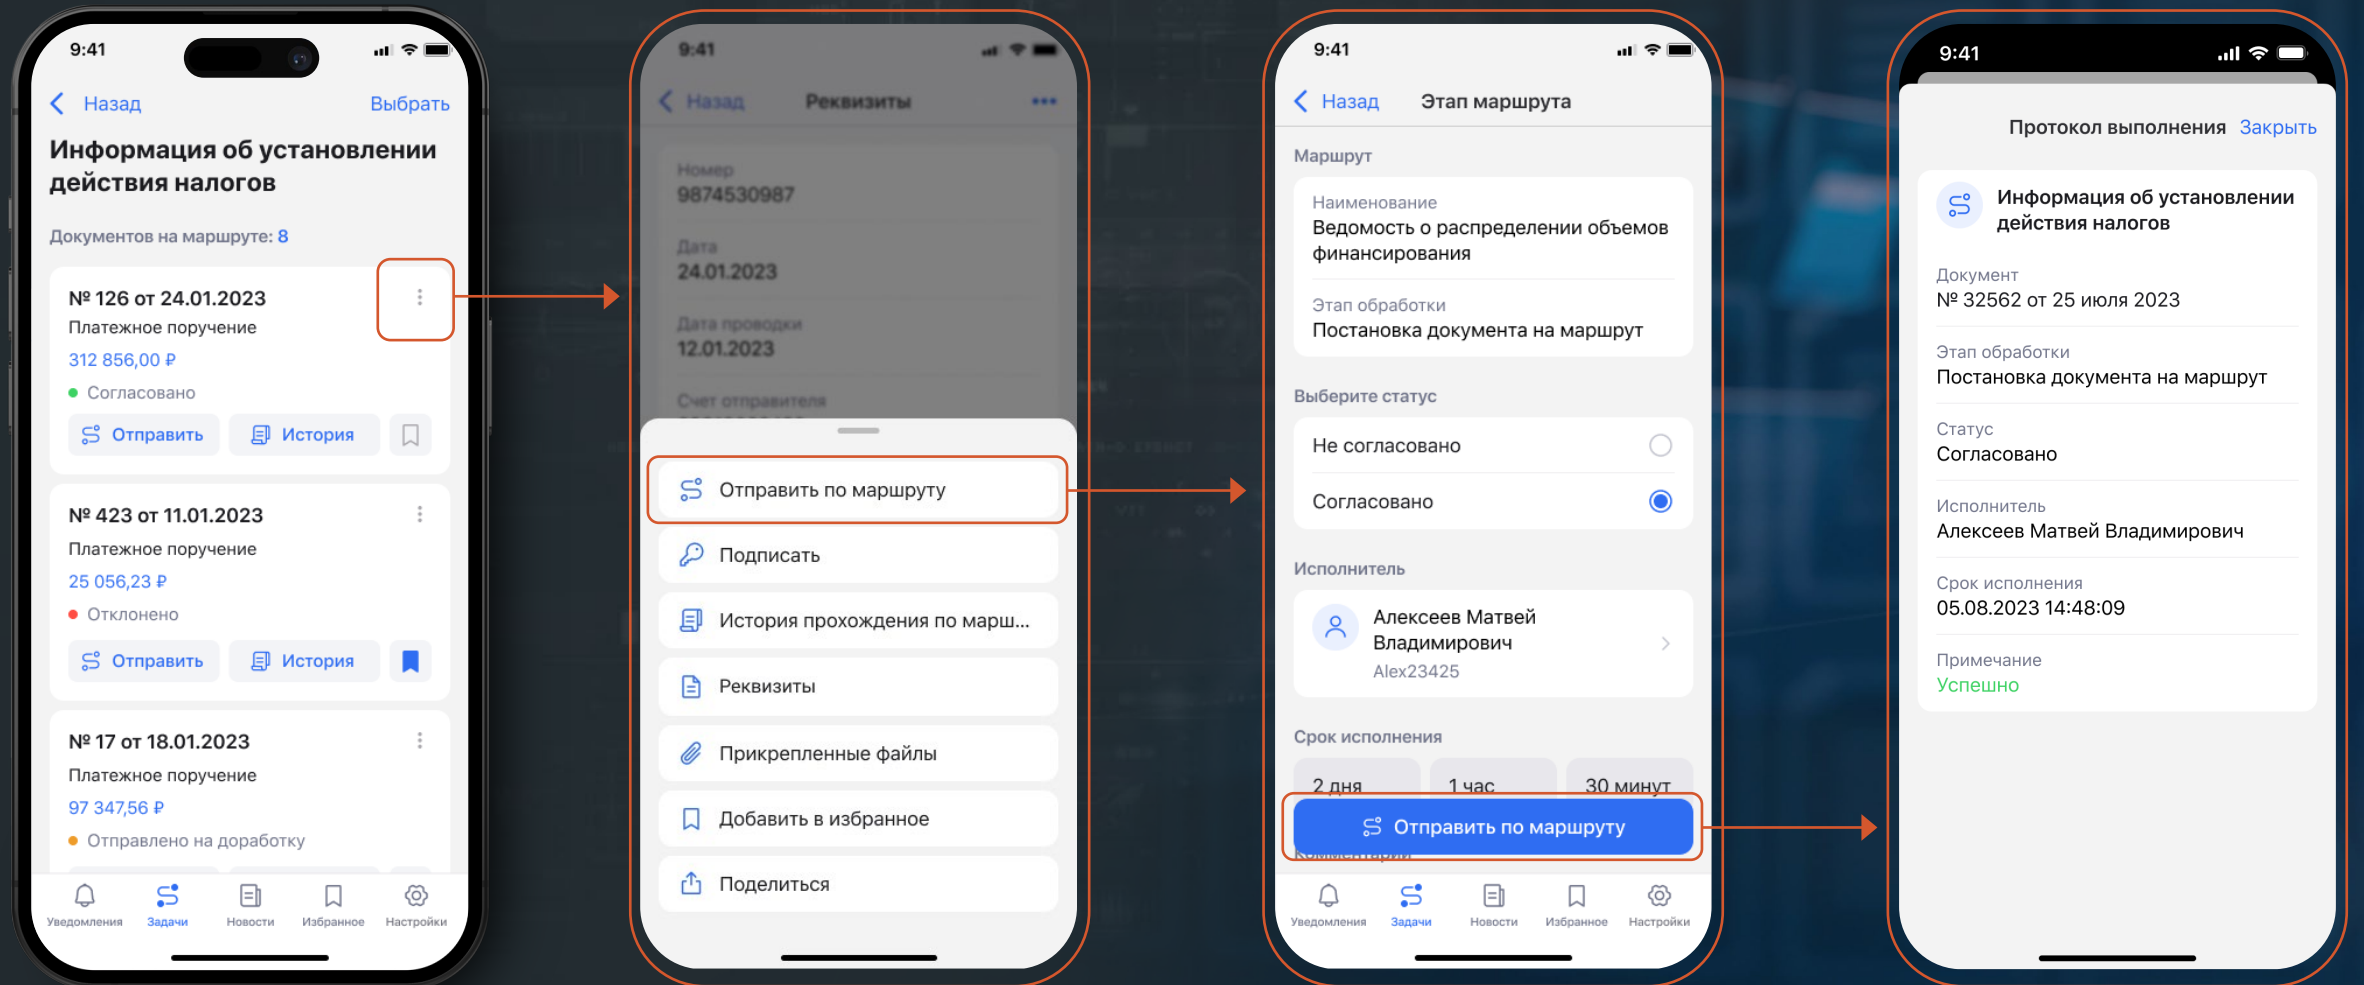 9:41
Назад
Выбрать
Информация об установлении
действия налогов
Документов на маршруте: 8
№ 126 от 24.01.2023
Платежное поручение
312 856,00 ₽
Согласовано
Отправить
История
№ 423 от 11.01.2023
Платежное поручение
25 056,23 ₽
Отклонено
Отправить
История
№ 17 от 18.01.2023
Платежное поручение
97 347,56 ₽
Отправлено на доработку
Уведомления
Задачи
Новости
Избранное
Настройки
9:41
Назад
Реквизиты
Номер
9874530987
Дата
24.01.2023
Дата проводки
12.01.2023
Счет отправителя
Отправить по маршруту
Подписать
История прохождения по марш...
Реквизиты
Прикрепленные файлы
Добавить в избранное
Поделиться
9:41
Назад
Этап маршрута
Маршрут
Наименование
Ведомость о распределении объемов
финансирования
Этап обработки
Постановка документа на маршрут
Выберите статус
Не согласовано
Согласовано
Исполнитель
Алексеев Матвей
Владимирович
Alex23425
Срок исполнения
2 дня
1 час
30 минут
Отправить по маршруту
Комментарий
Уведомления
Задачи
Новости
Избранное
Настройки
9:41
Протокол выполнения
Закрыть
Информация об установлении
действия налогов
Документ
№ 32562 от 25 июля 2023
Этап обработки
Постановка документа на маршрут
Статус
Согласовано
Исполнитель
Алексеев Матвей Владимирович
Срок исполнения
05.08.2023 14:48:09
Примечание
Успешно